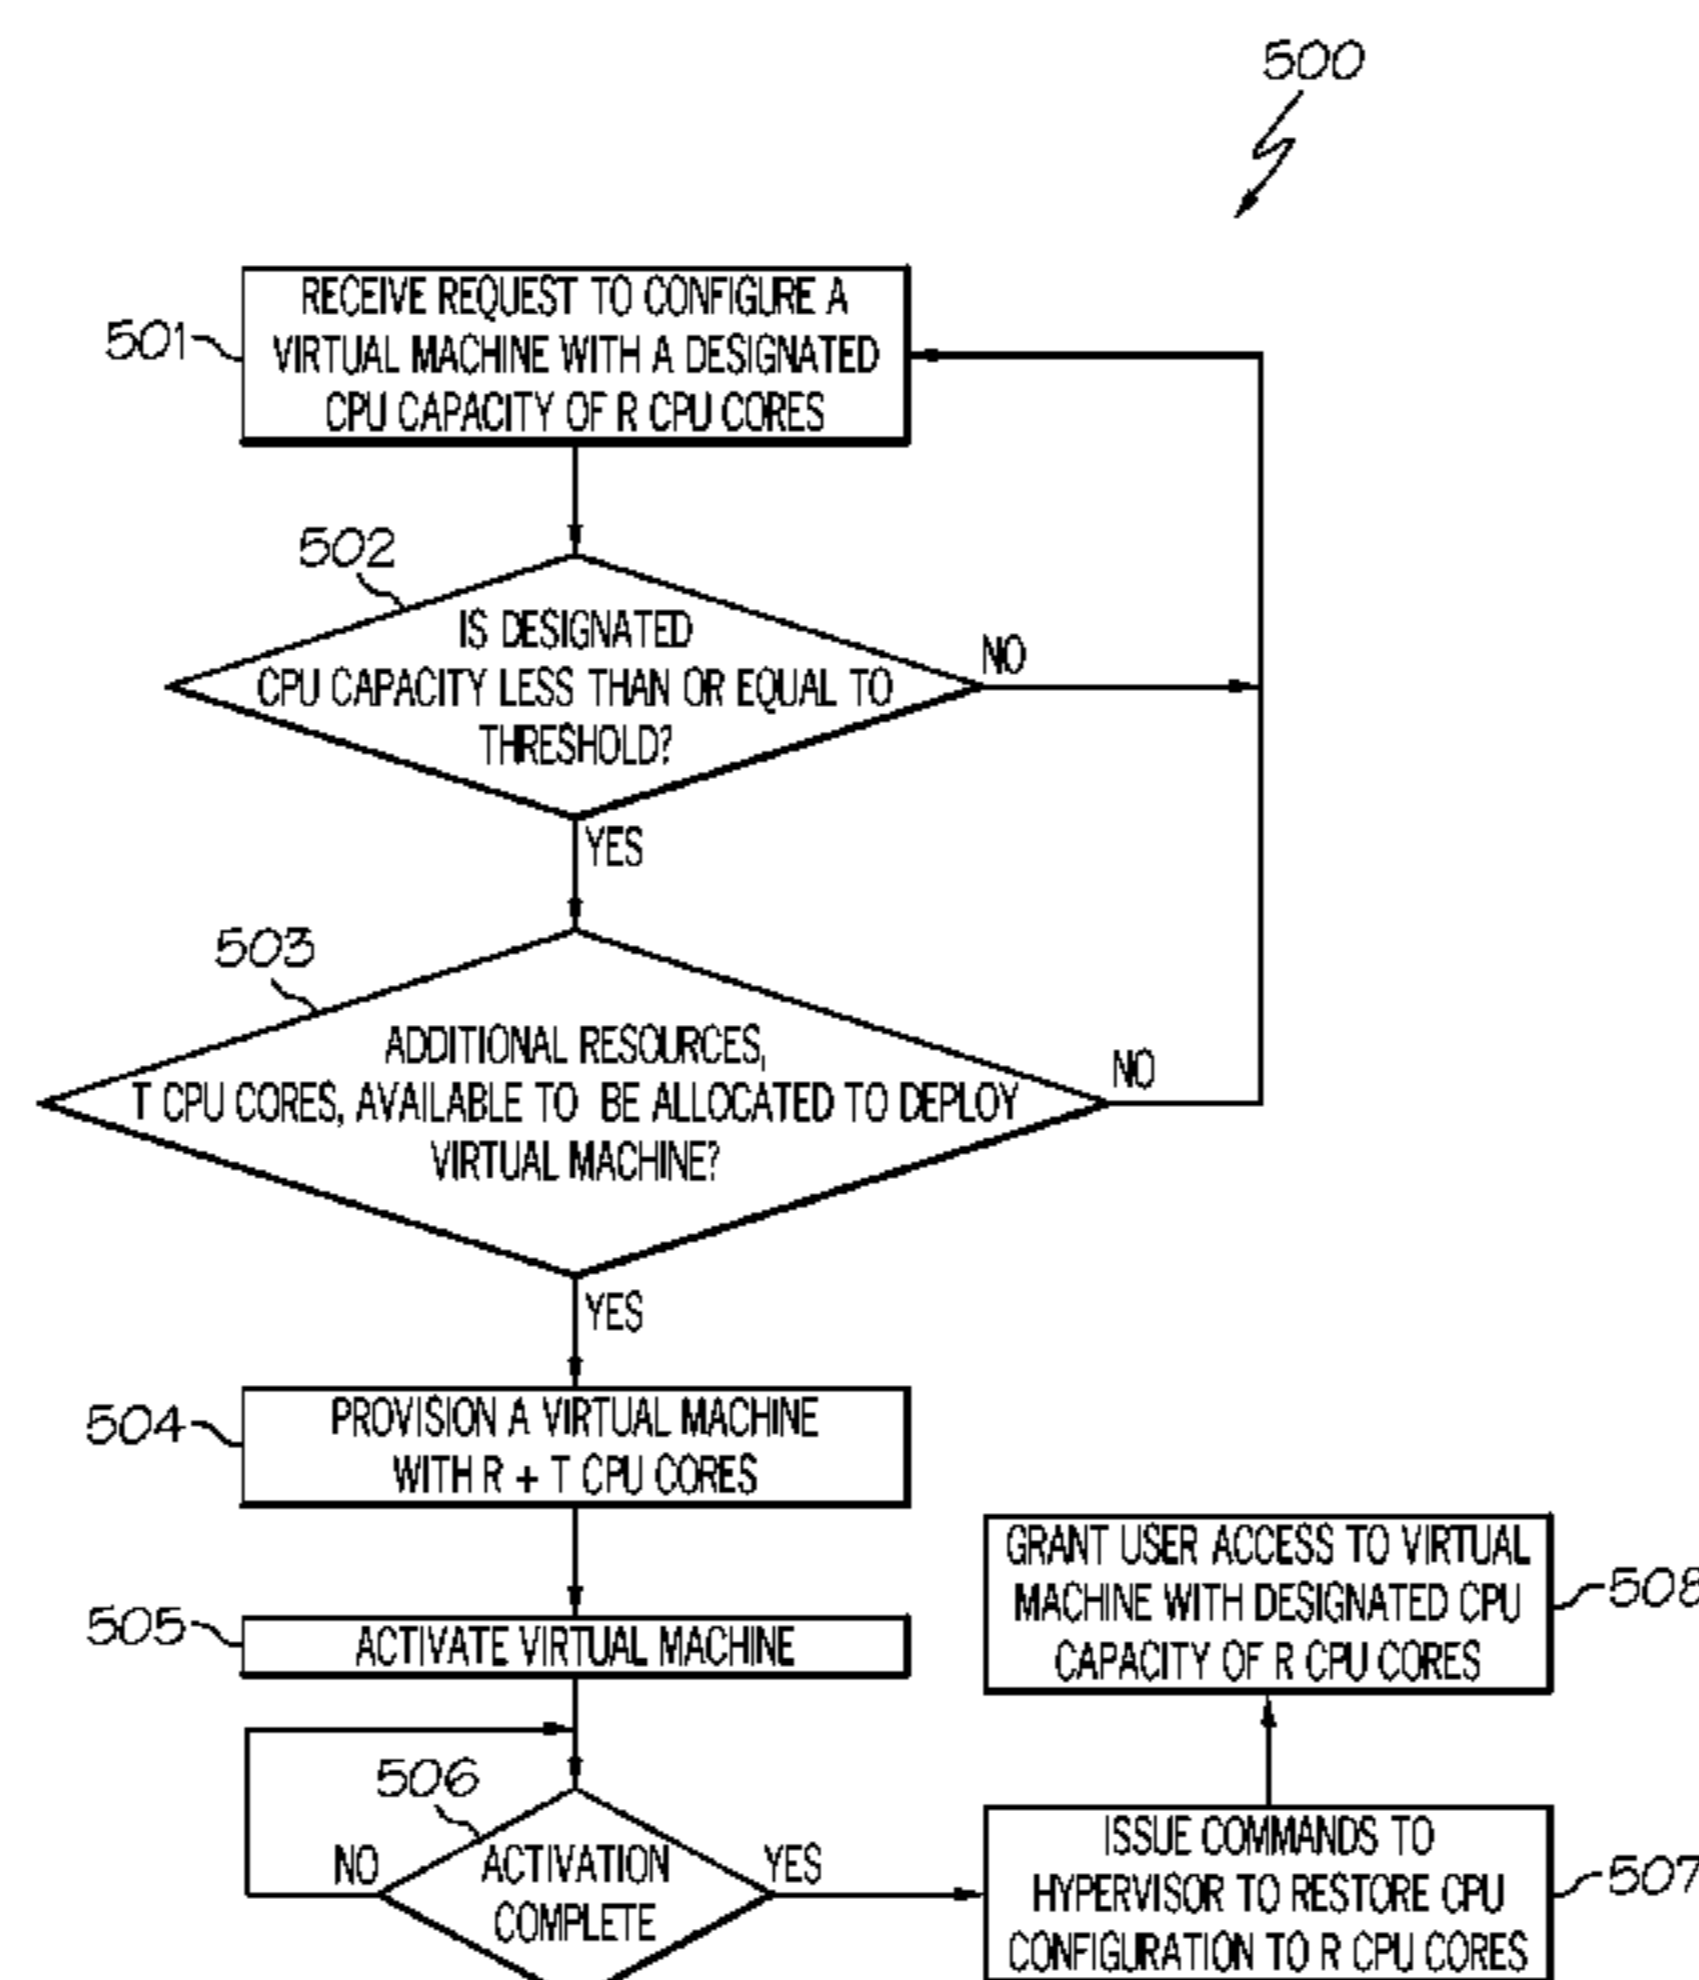 500
501
RECEIVE REQUEST TO CONFIGURE A
VIRTUAL MACHINE WITH A DESIGNATED
CPU CAPACITY OF R CPU CORES
502
IS DESIGNATED
CPU CAPACITY LESS THAN OR EQUAL TO
THRESHOLD?
NO
YES
503
ADDITIONAL RESOURCES,
T CPU CORES, AVAILABLE TO BE ALLOCATED TO DEPLOY
VIRTUAL MACHINE?
NO
YES
504
PROVISION A VIRTUAL MACHINE
WITH R + T CPU CORES
505
ACTIVATE VIRTUAL MACHINE
506
ACTIVATION
COMPLETE
NO
YES
507
ISSUE COMMANDS TO
HYPERVISOR TO RESTORE CPU
CONFIGURATION TO R CPU CORES
508
GRANT USER ACCESS TO VIRTUAL
MACHINE WITH DESIGNATED CPU
CAPACITY OF R CPU CORES